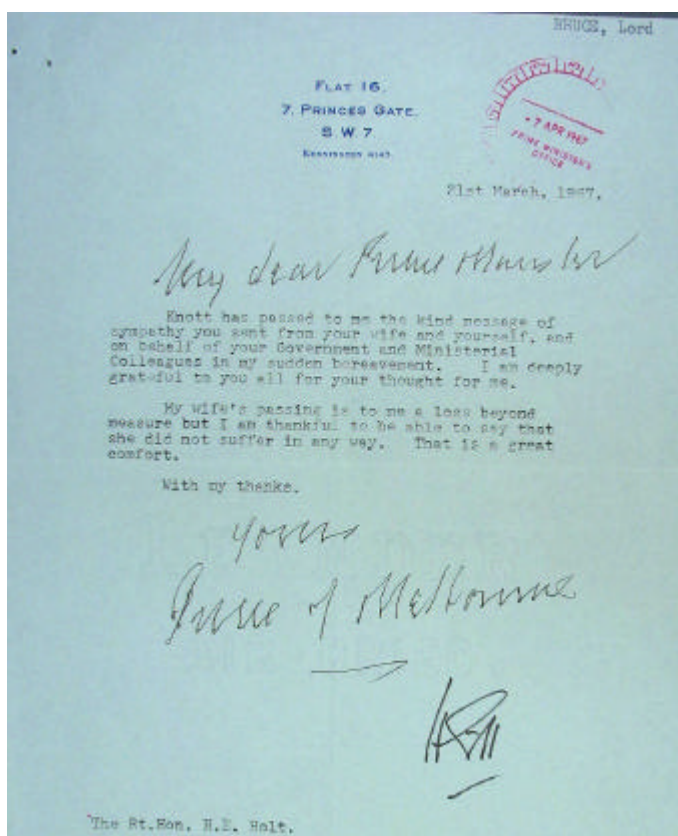 BRUCE, Lord
FLAT 16.
7. PRINCES GATE.
S W 7
- 7 APR 1967
PRIME MINISTER'S
OFFICE
21st March, 1967.
My dear Prime Minister
Knott has passed to me the kind message of
sympathy you sent from your wife and yourself, and
on behalf of your Government and Ministerial
Colleagues in my sudden bereavement. I am deeply
grateful to you all for your thought for me.
My wife's passing is to me a loss beyond
measure but I am thankful to be able to say that
she did not suffer in any way. That is a great
comfort.
With my thanks.
Yours
Bruce of Melbourne
The Rt.Hon. H.E. Holt.